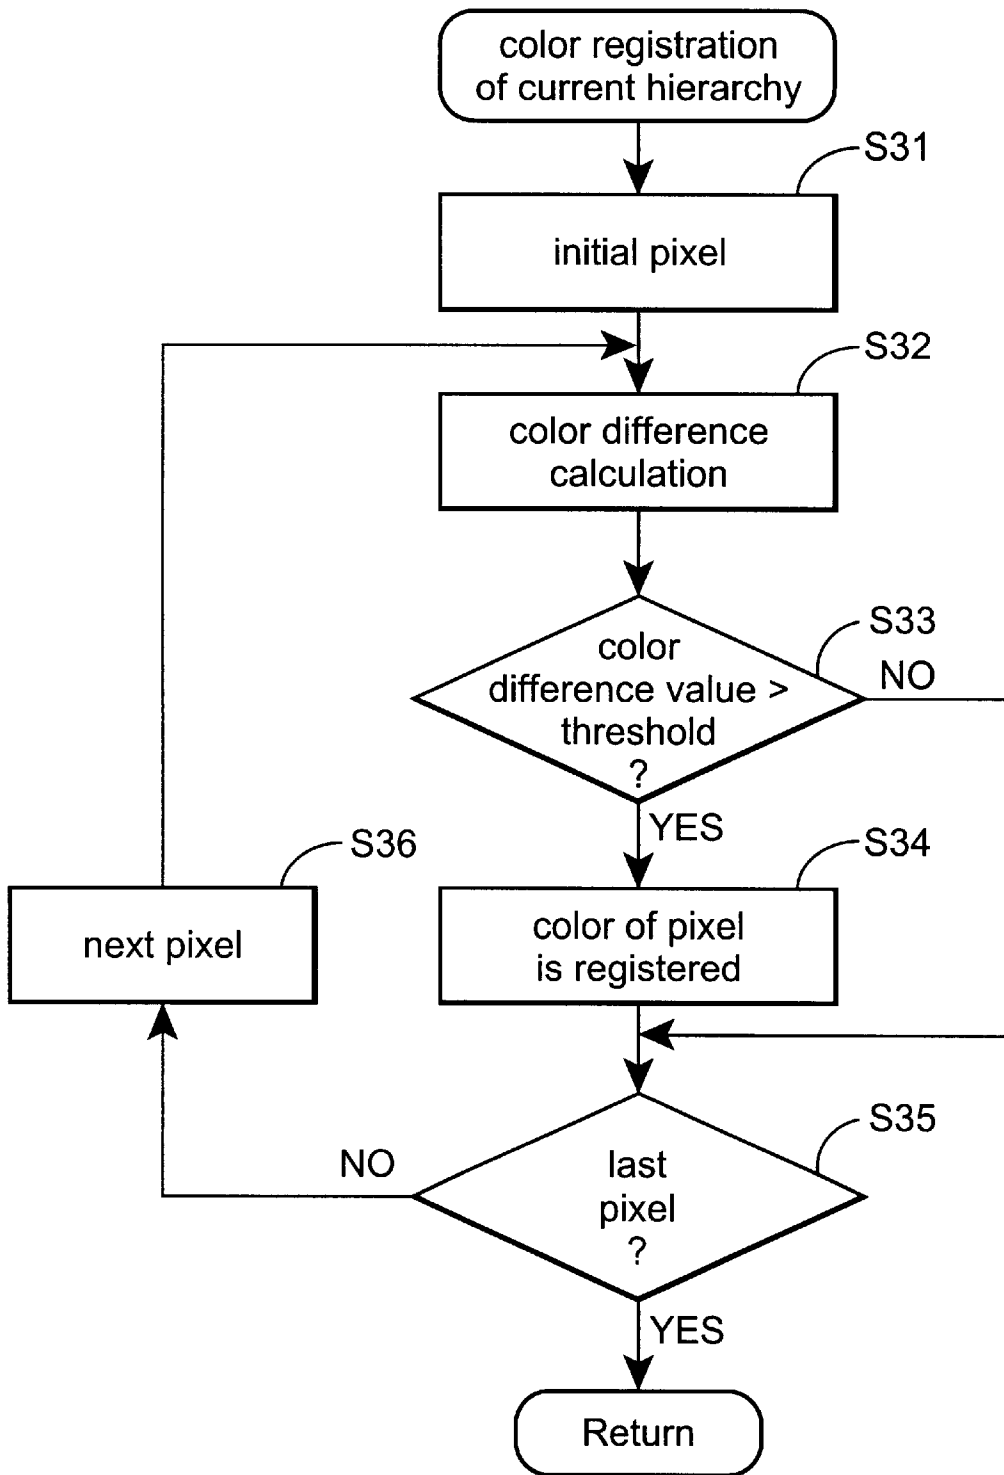 color registration
of current hierarchy
S31
initial pixel
S32
color difference
calculation
S33
color
difference value >
threshold
?
NO
YES
S36
next pixel
S34
color of pixel
is registered
S35
NO
last
pixel
?
YES
Return